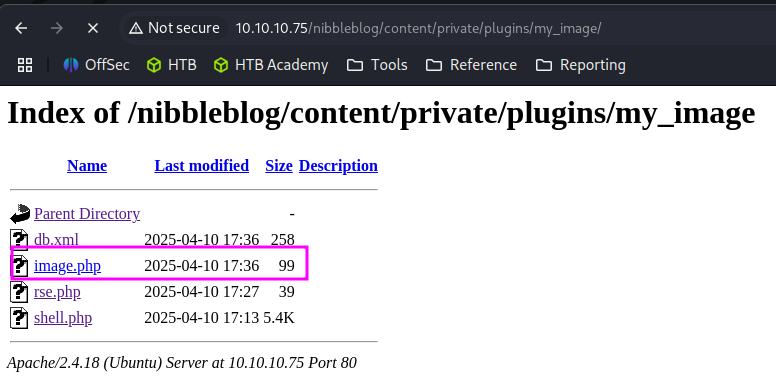 Not secure 10.10.10.75/nibbleblog/content/private/plugins/my_image/
OffSec HTB HTB Academy Tools Reference Reporting
Index of /nibbleblog/content/private/plugins/my_image
Name Last modified Size Description
Parent Directory -
db.xml 2025-04-10 17:36 258
image.php 2025-04-10 17:36 99
rse.php 2025-04-10 17:27 39
shell.php 2025-04-10 17:13 5.4K
Apache/2.4.18 (Ubuntu) Server at 10.10.10.75 Port 80